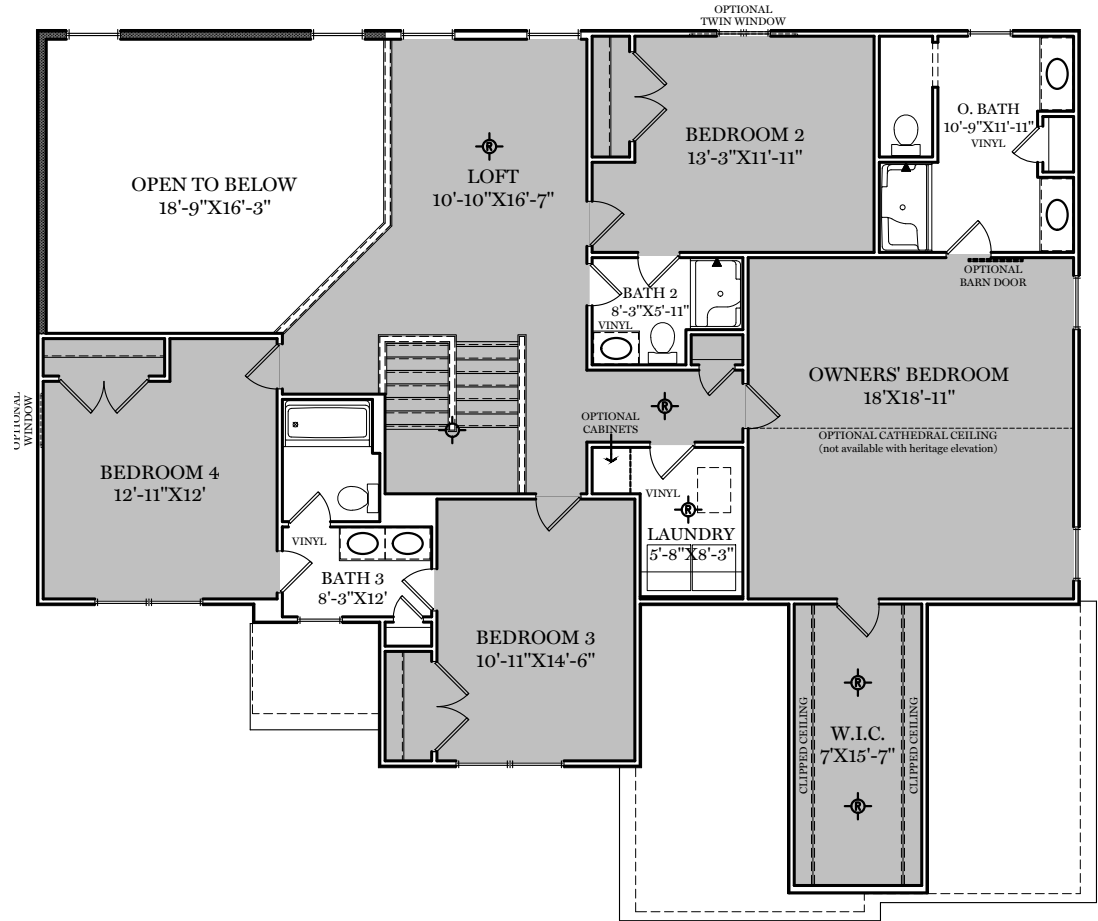 OPTIONAL
TWIN WINDOW
OPEN TO BELOW
18'-9"X16'-3"
R
LOFT
10'-10"X16'-7"
BEDROOM 2
13'-3"X11'-11"
O. BATH
10'-9"X11'-11"
VINYL
OPTIONAL
BARN DOOR
BATH 2
8'-3"X5'-11"
VINYL
OWNERS' BEDROOM
18'X18'-11"
OPTIONAL CATHEDRAL CEILING
(not available with heritage elevation)
R
OPTIONAL
CABINETS
OPTIONAL
WINDOW
BEDROOM 4
12'-11"X12'
VINYL
BATH 3
8'-3"X12'
VINYL
R
LAUNDRY
5'-8"X8'-3"
BEDROOM 3
10'-11"X14'-6"
R
CLIPPED CEILING
W.I.C.
7'X15'-7"
CLIPPED CEILING
R